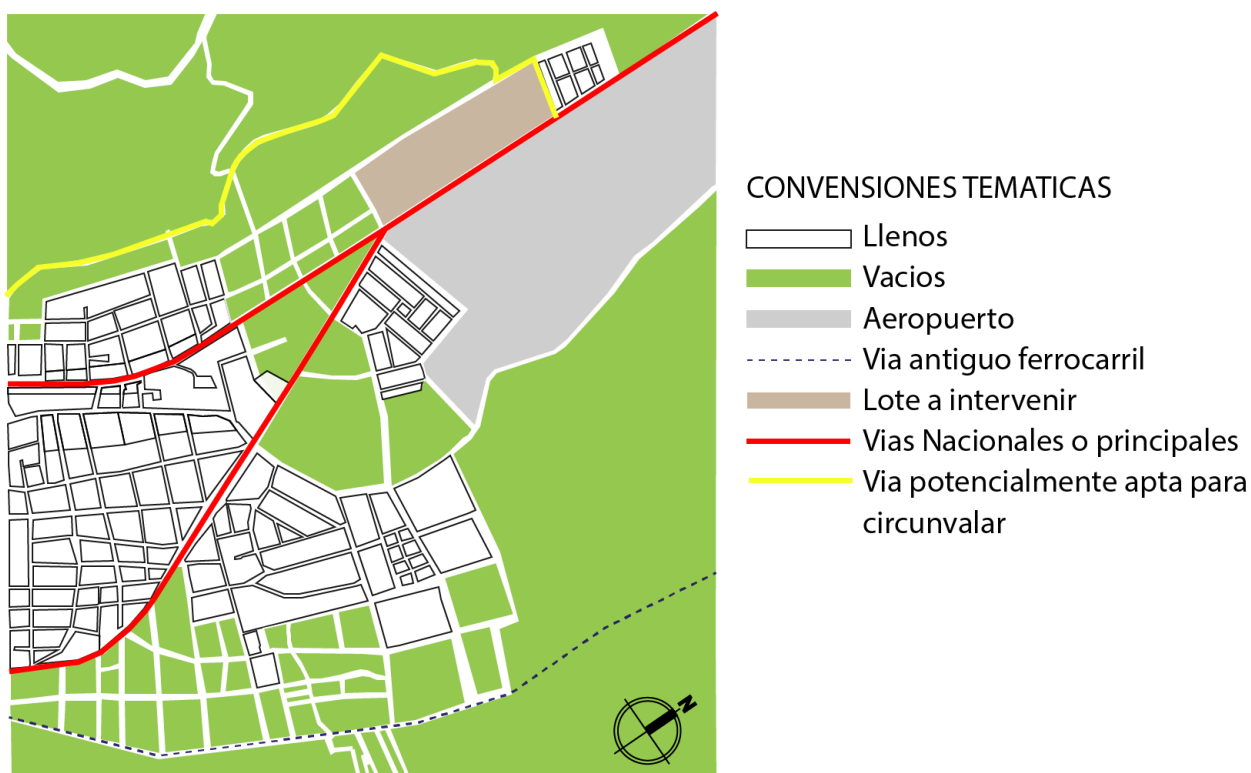 CONVENSIONES TEMATICAS
Llenos
Vacios
Aeropuerto
Via antiguo ferrocarril
Lote a intervenir
Vias Nacionales o principales
Via potencialmente apta para
circunvalar
N